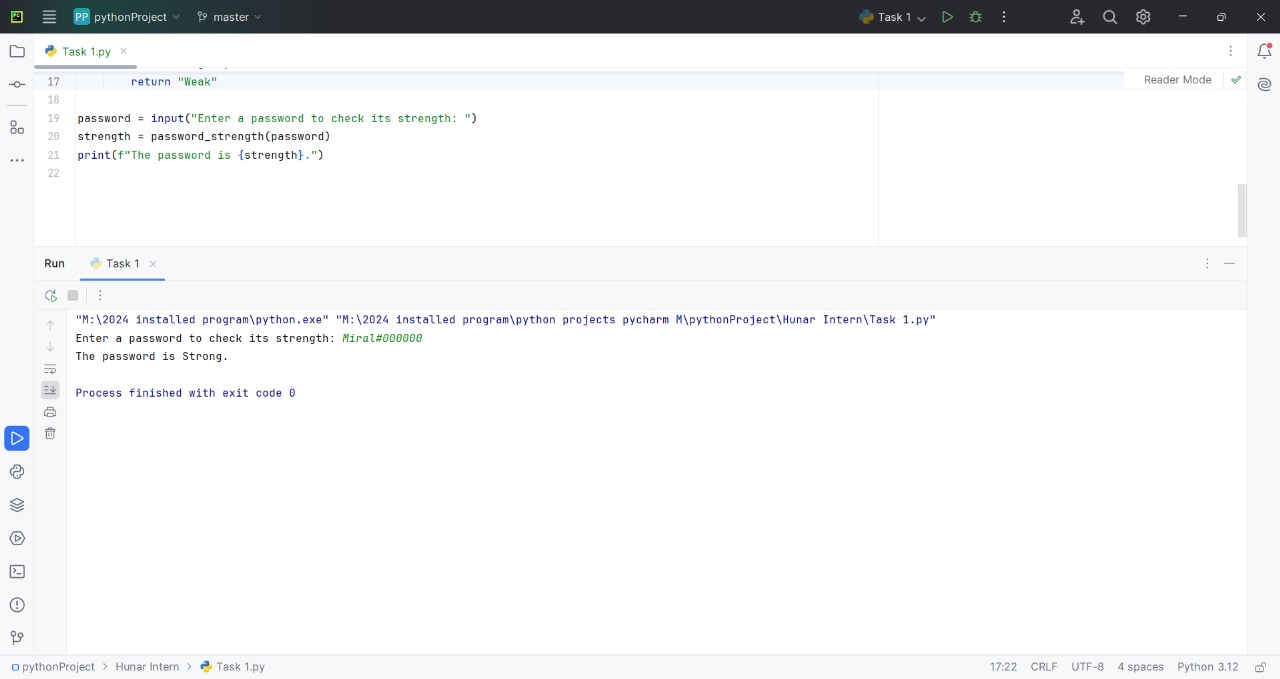 PP pythonProject master Task 1
Task 1.py
17 return "Weak"
Reader Mode
18
19 password = input("Enter a password to check its strength: ")
20 strength = password_strength(password)
21 print(f"The password is {strength}.")
22
Run Task 1
"M:\2024 installed program\python.exe" "M:\2024 installed program\python projects pycharm M\pythonProject\Hunar Intern\Task 1.py"
Enter a password to check its strength: Miral#000000
The password is Strong.
Process finished with exit code 0
pythonProject > Hunar Intern > Task 1.py 17:22 CRLF UTF-8 4 spaces Python 3.12